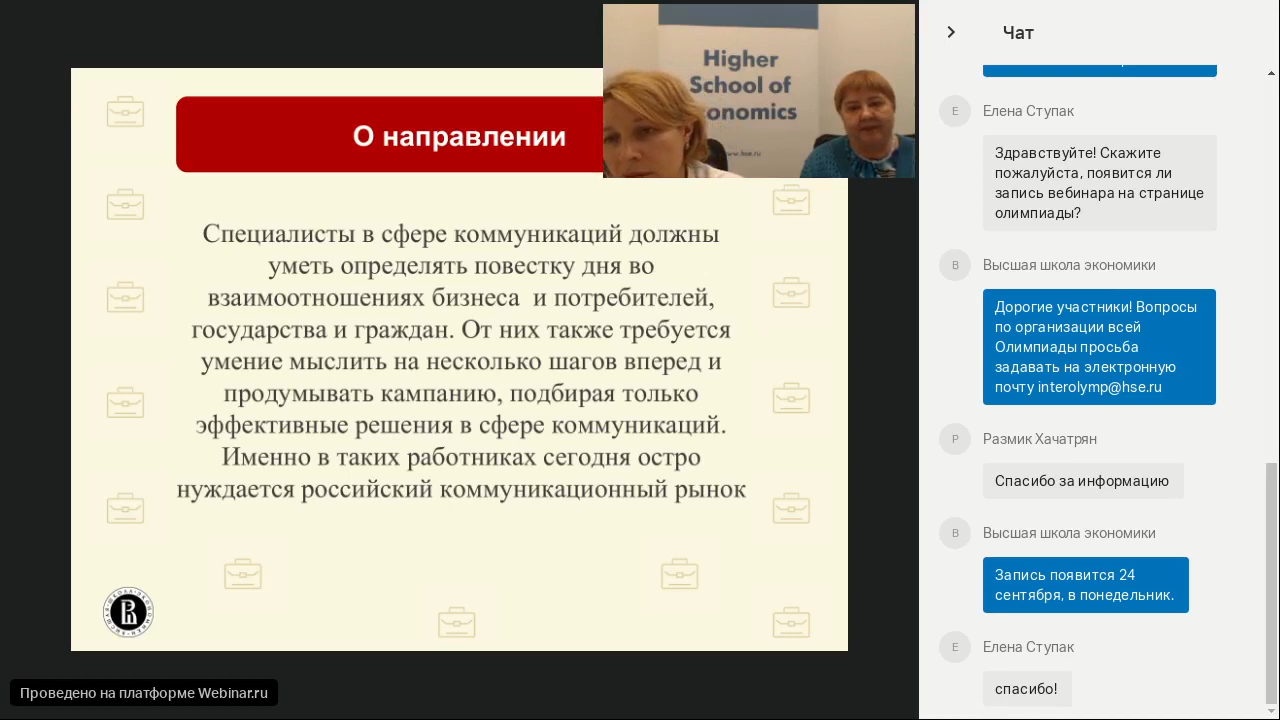 О направлении
Higher
School of
conomics
Специалисты в сфере коммуникаций должны
уметь определять повестку дня во
взаимоотношениях бизнеса и потребителей,
государства и граждан. От них также требуется
умение мыслить на несколько шагов вперед и
продумывать кампанию, подбирая только
эффективные решения в сфере коммуникаций.
Именно в таких работниках сегодня остро
нуждается российский коммуникационный рынок
Проведено на платформе Webinar.ru
Чат
Е
Елена Ступак
Здравствуйте! Скажите
пожалуйста, появится ли
запись вебинара на странице
олимпиады?
В
Высшая школа экономики
Дорогие участники! Вопросы
по организации всей
Олимпиады просьба
задавать на электронную
почту interolymp@hse.ru
Р
Размик Хачатрян
Спасибо за информацию
В
Высшая школа экономики
Запись появится 24
сентября, в понедельник.
Е
Елена Ступак
спасибо!